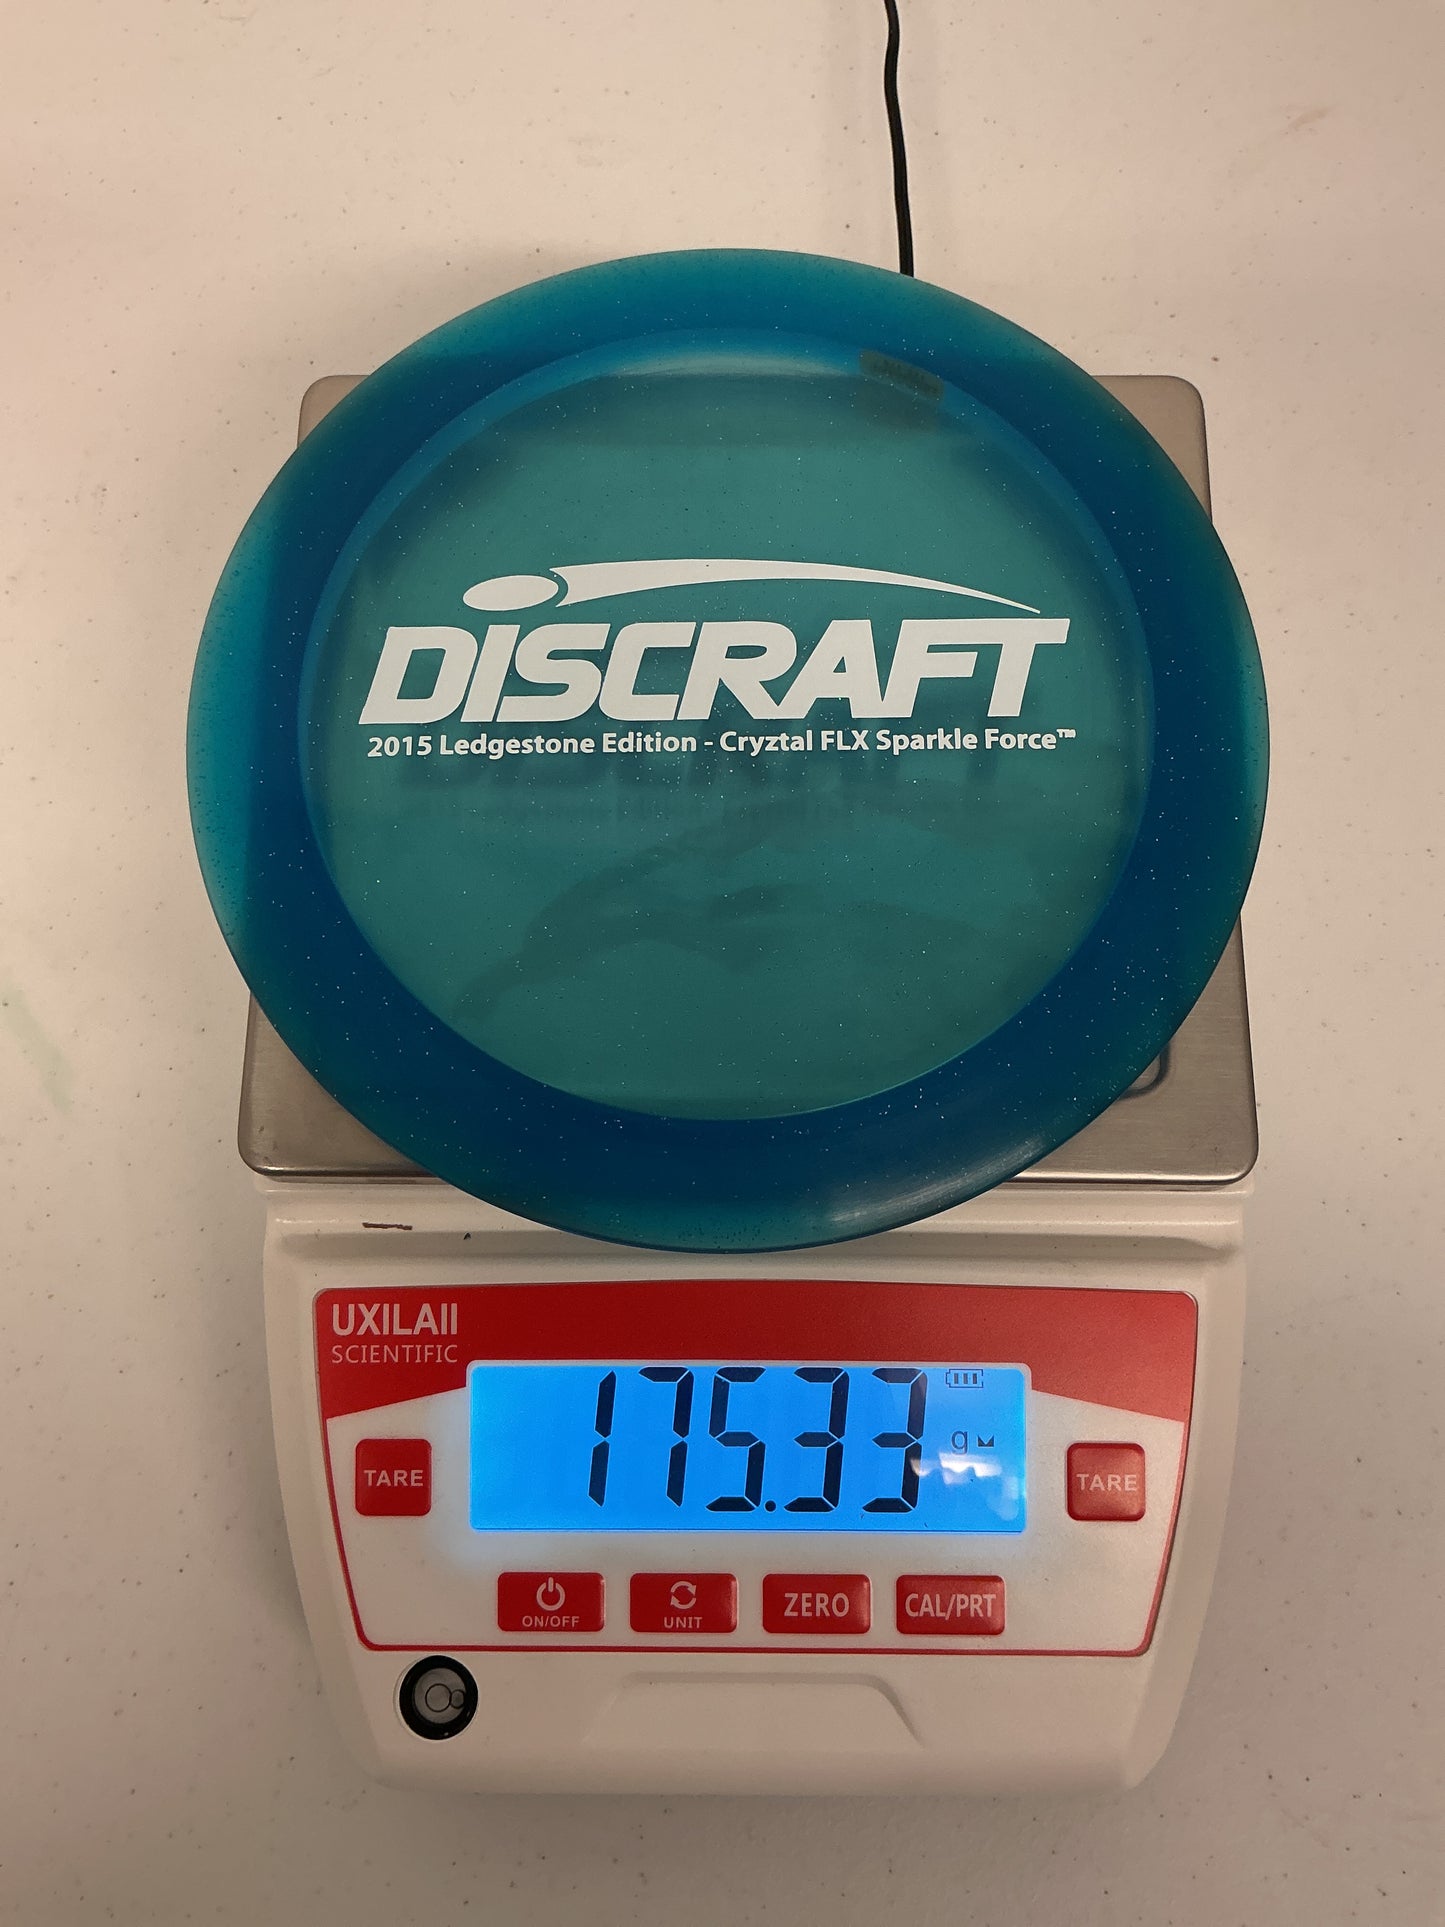 DISCRAFT
2015 Ledgestone Edition - Cryztal FLX Sparkle Force™
UXILAII
SCIENTIFIC
175.33
g
TARE
TARE
ON/OFF
UNIT
ZERO
CAL/PRT